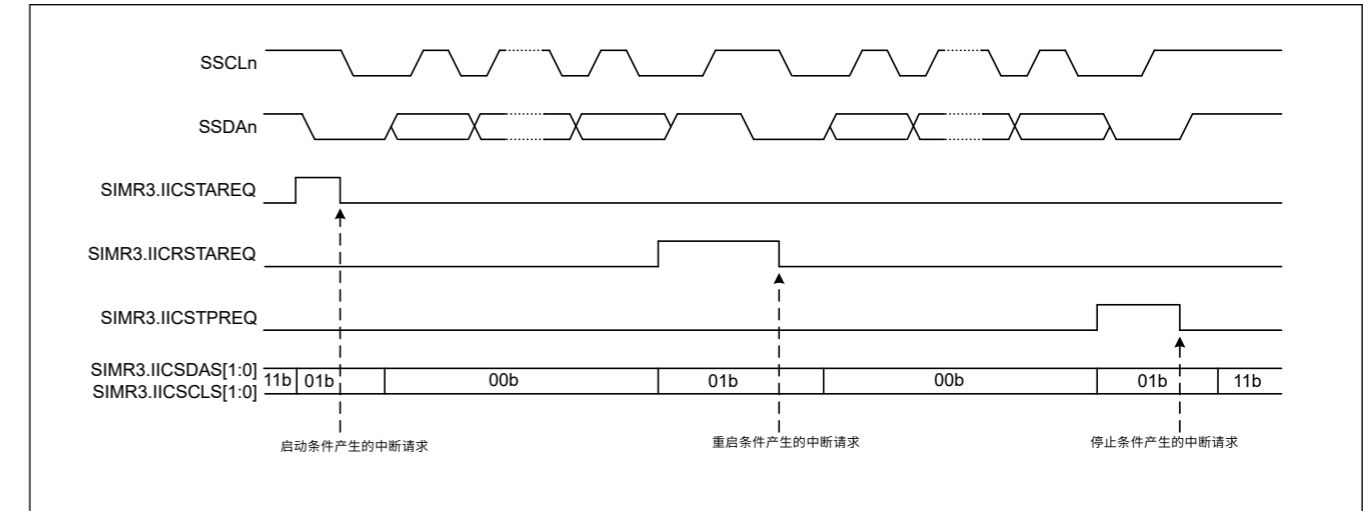 SSCLn
SSDAn
SIMR3.IICSTAREQ
SIMR3.IICRSTAREQ
SIMR3.IICSTPREQ
SIMR3.IICSDAS[1:0]
SIMR3.IICSCLS[1:0]
11b 01b 00b 01b 00b 01b 11b
启动条件产生的中断请求 重启条件产生的中断请求 停止条件产生的中断请求